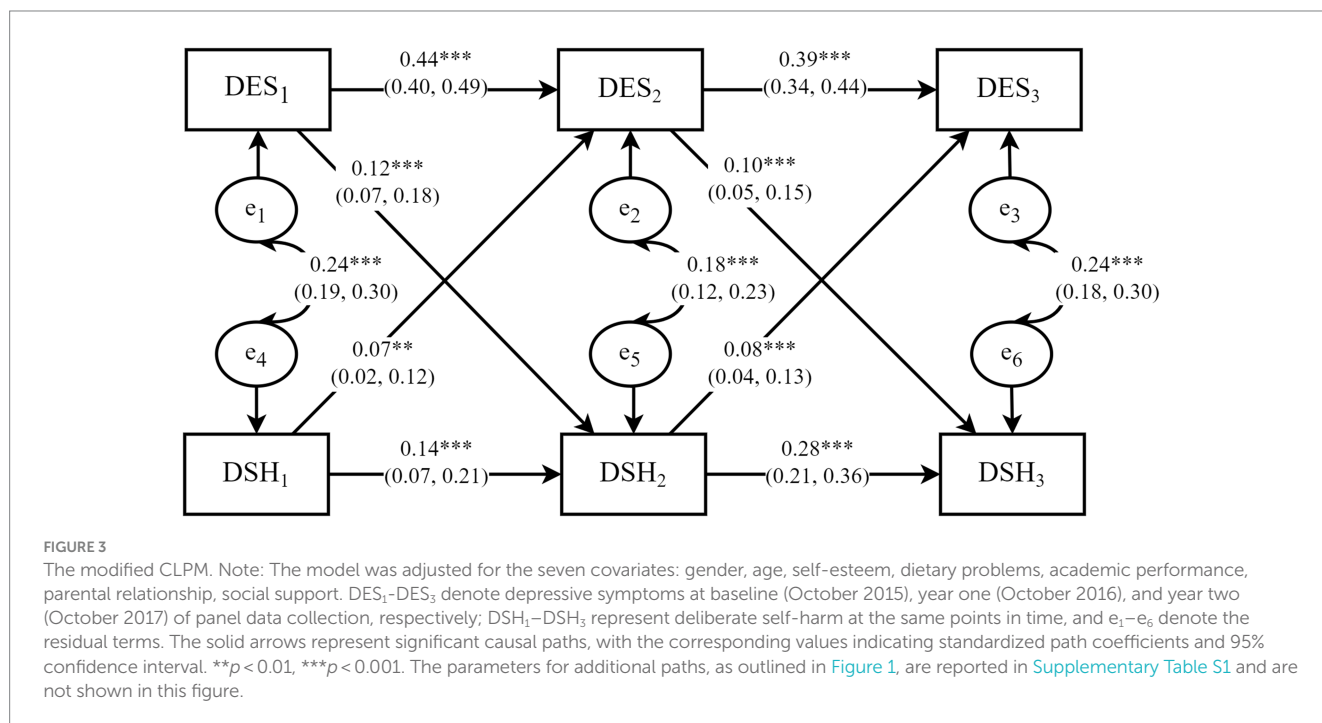 0.44***
0.39***
DES₁
(0.40, 0.49)
DES₂
(0.34, 0.44)
DES₃
0.12***
(0.07, 0.18)
0.10***
(0.05, 0.15)
e₁
e₂
e₃
0.24***
(0.19, 0.30)
0.18***
(0.12, 0.23)
0.24***
(0.18, 0.30)
e₄
0.07**
(0.02, 0.12)
e₅
0.08***
(0.04, 0.13)
e₆
0.14***
0.28***
DSH₁
(0.07, 0.21)
DSH₂
(0.21, 0.36)
DSH₃
FIGURE 3
The modified CLPM. Note: The model was adjusted for the seven covariates: gender, age, self-esteem, dietary problems, academic performance,
parental relationship, social support. DES₁-DES₃ denote depressive symptoms at baseline (October 2015), year one (October 2016), and year two
(October 2017) of panel data collection, respectively; DSH₁–DSH₃ represent deliberate self-harm at the same points in time, and e₁–e₆ denote the
residual terms. The solid arrows represent significant causal paths, with the corresponding values indicating standardized path coefficients and 95%
confidence interval. **p < 0.01, ***p < 0.001. The parameters for additional paths, as outlined in Figure 1, are reported in Supplementary Table S1 and are
not shown in this figure.